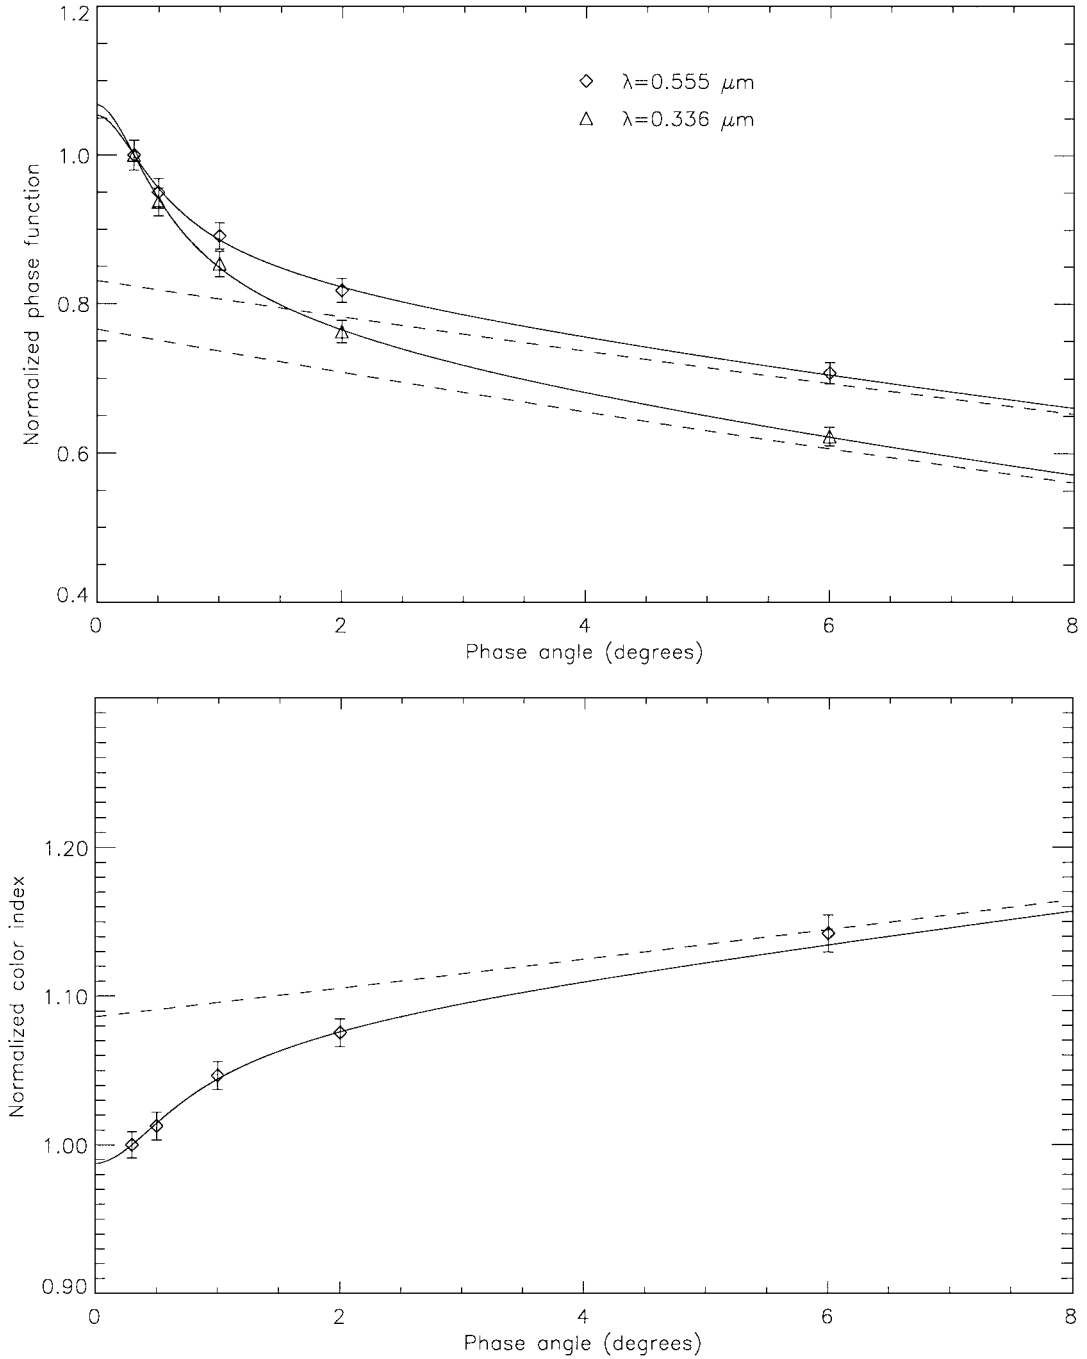 1.2
λ=0.555 μm
λ=0.336 μm
1.0
Normalized phase function
0.8
0.6
0.4
0 2 4 6 8
Phase angle (degrees)
1.20
Normalized color index
1.10
1.00
0.90
0 2 4 6 8
Phase angle (degrees)